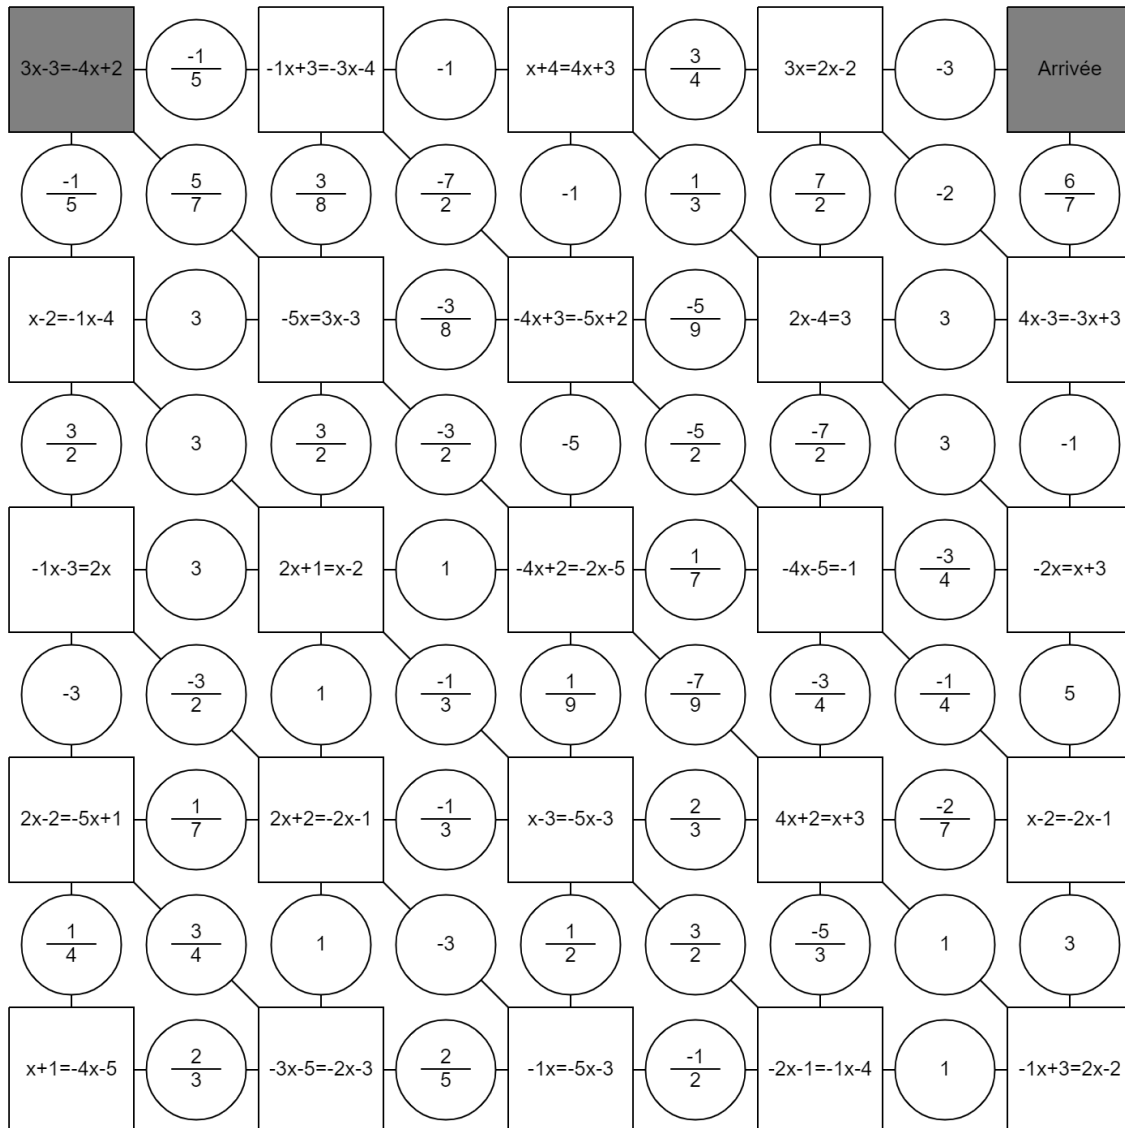 3x-3=-4x+2 -1/5 -1x+3=-3x-4 -1 x+4=4x+3 3/4 3x=2x-2 -3 Arrivée
-1/5 5/7 3/8 -7/2 -1 1/3 7/2 -2 6/7
x-2=-1x-4 3 -5x=3x-3 -3/8 -4x+3=-5x+2 -5/9 2x-4=3 3 4x-3=-3x+3
3/2 3 3/2 -3/2 -5 -5/2 -7/2 3 -1
-1x-3=2x 3 2x+1=x-2 1 -4x+2=-2x-5 1/7 -4x-5=-1 -3/4 -2x=x+3
-3 -3/2 1 -1/3 1/9 -7/9 -3/4 -1/4 5
2x-2=-5x+1 1/7 2x+2=-2x-1 -1/3 x-3=-5x-3 2/3 4x+2=x+3 -2/7 x-2=-2x-1
1/4 3/4 1 -3 1/2 3/2 -5/3 1 3
x+1=-4x-5 2/3 -3x-5=-2x-3 2/5 -1x=-5x-3 -1/2 -2x-1=-1x-4 1 -1x+3=2x-2